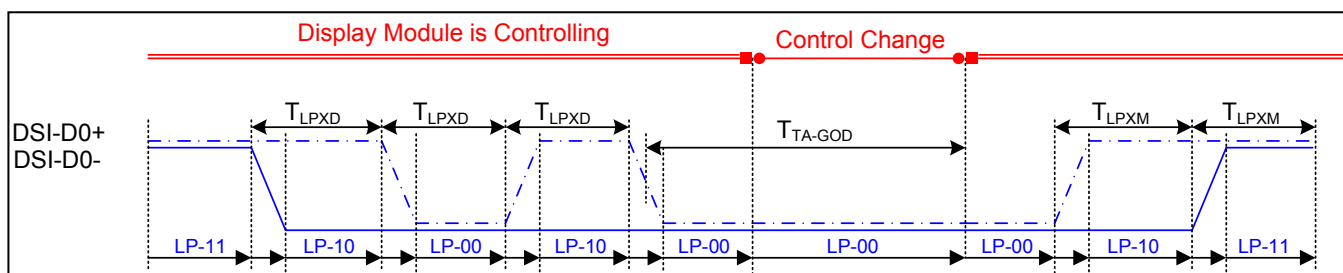 Display Module is Controlling
Control Change
DSI-D0+
DSI-D0-
TLPXD
TLPXD
TLPXD
TTA-GOD
TLPXM
TLPXM
LP-11
LP-10
LP-00
LP-10
LP-00
LP-00
LP-00
LP-10
LP-11